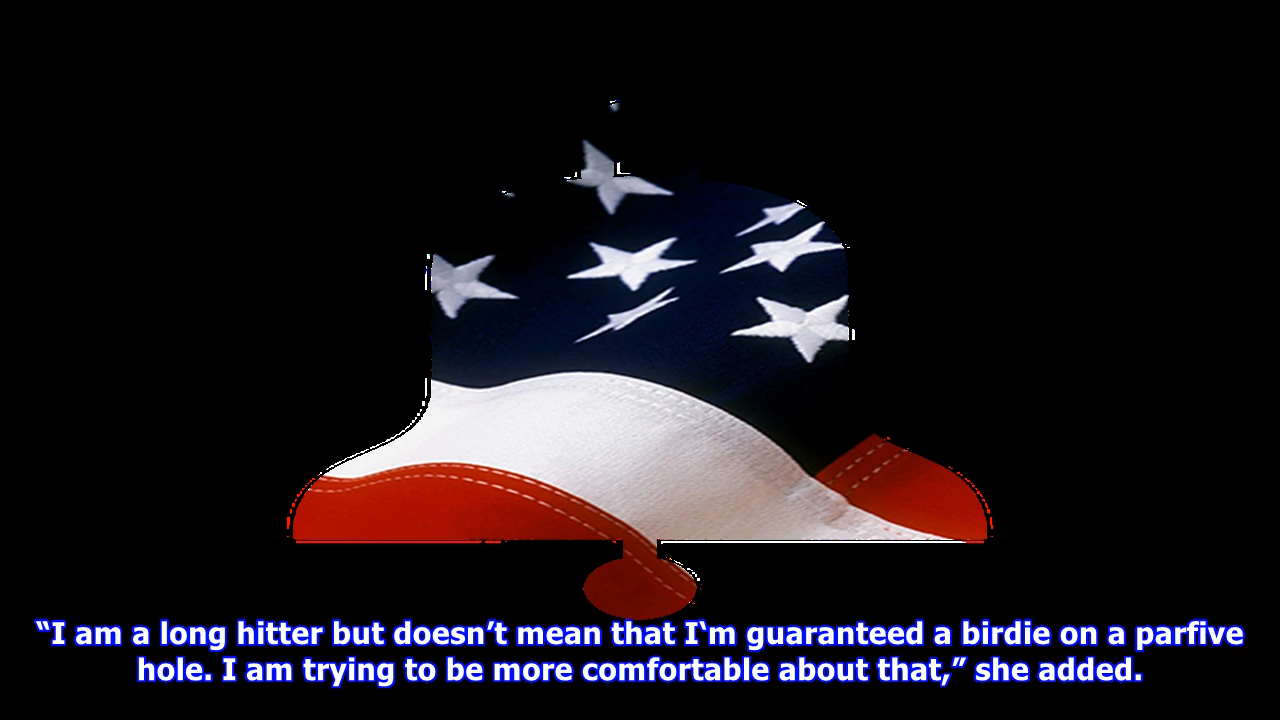 “I am a long hitter but doesn’t mean that I‘m guaranteed a birdie on a parfive
hole. I am trying to be more comfortable about that,” she added.